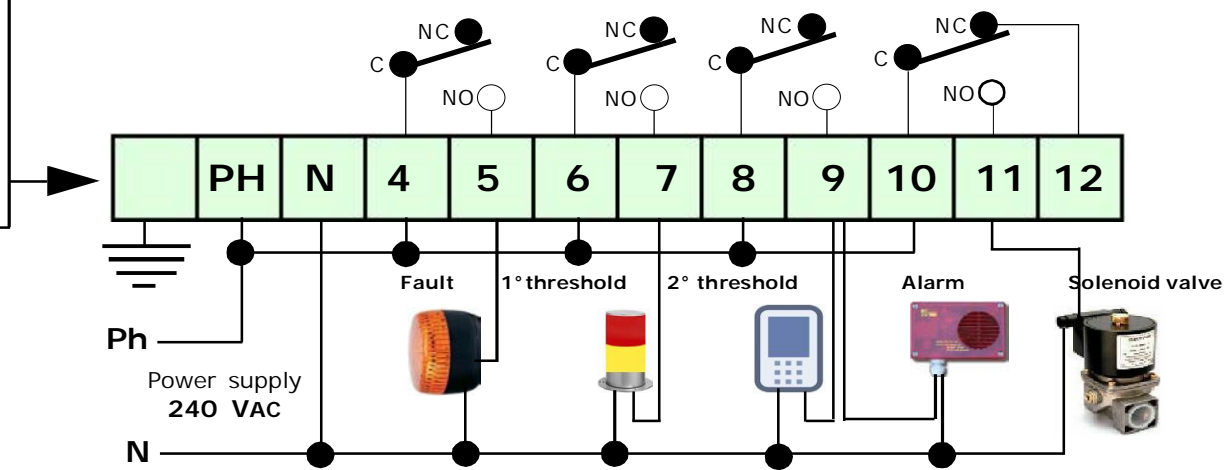 NC NC NC NC
C C C C
NO NO NO NO
PH N 4 5 6 7 8 9 10 11 12
Fault 1° threshold 2° threshold Alarm Solenoid valve
Ph
Power supply
240 VAC
N